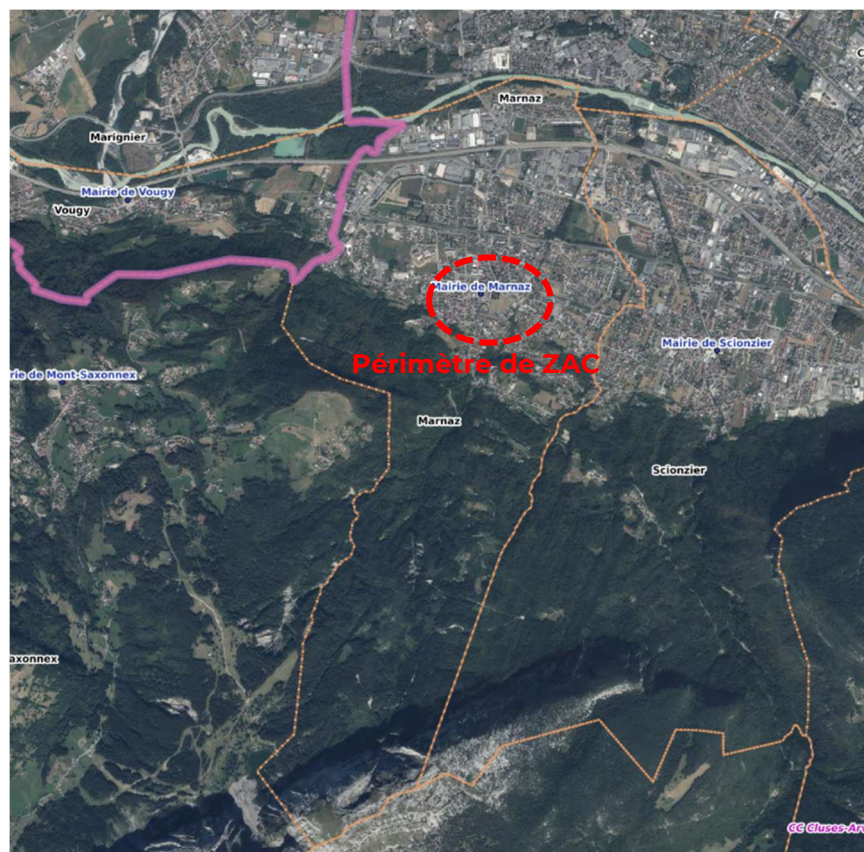 C
Marnaz
Marignier
Mairie de Vougy
Vougy
Mairie de Marnaz
Mairie de Scionzier
Périmètre de ZAC
rie de Mont-Saxonnex
Marnaz
Scionzier
axonnex
CC Cluses-Arv